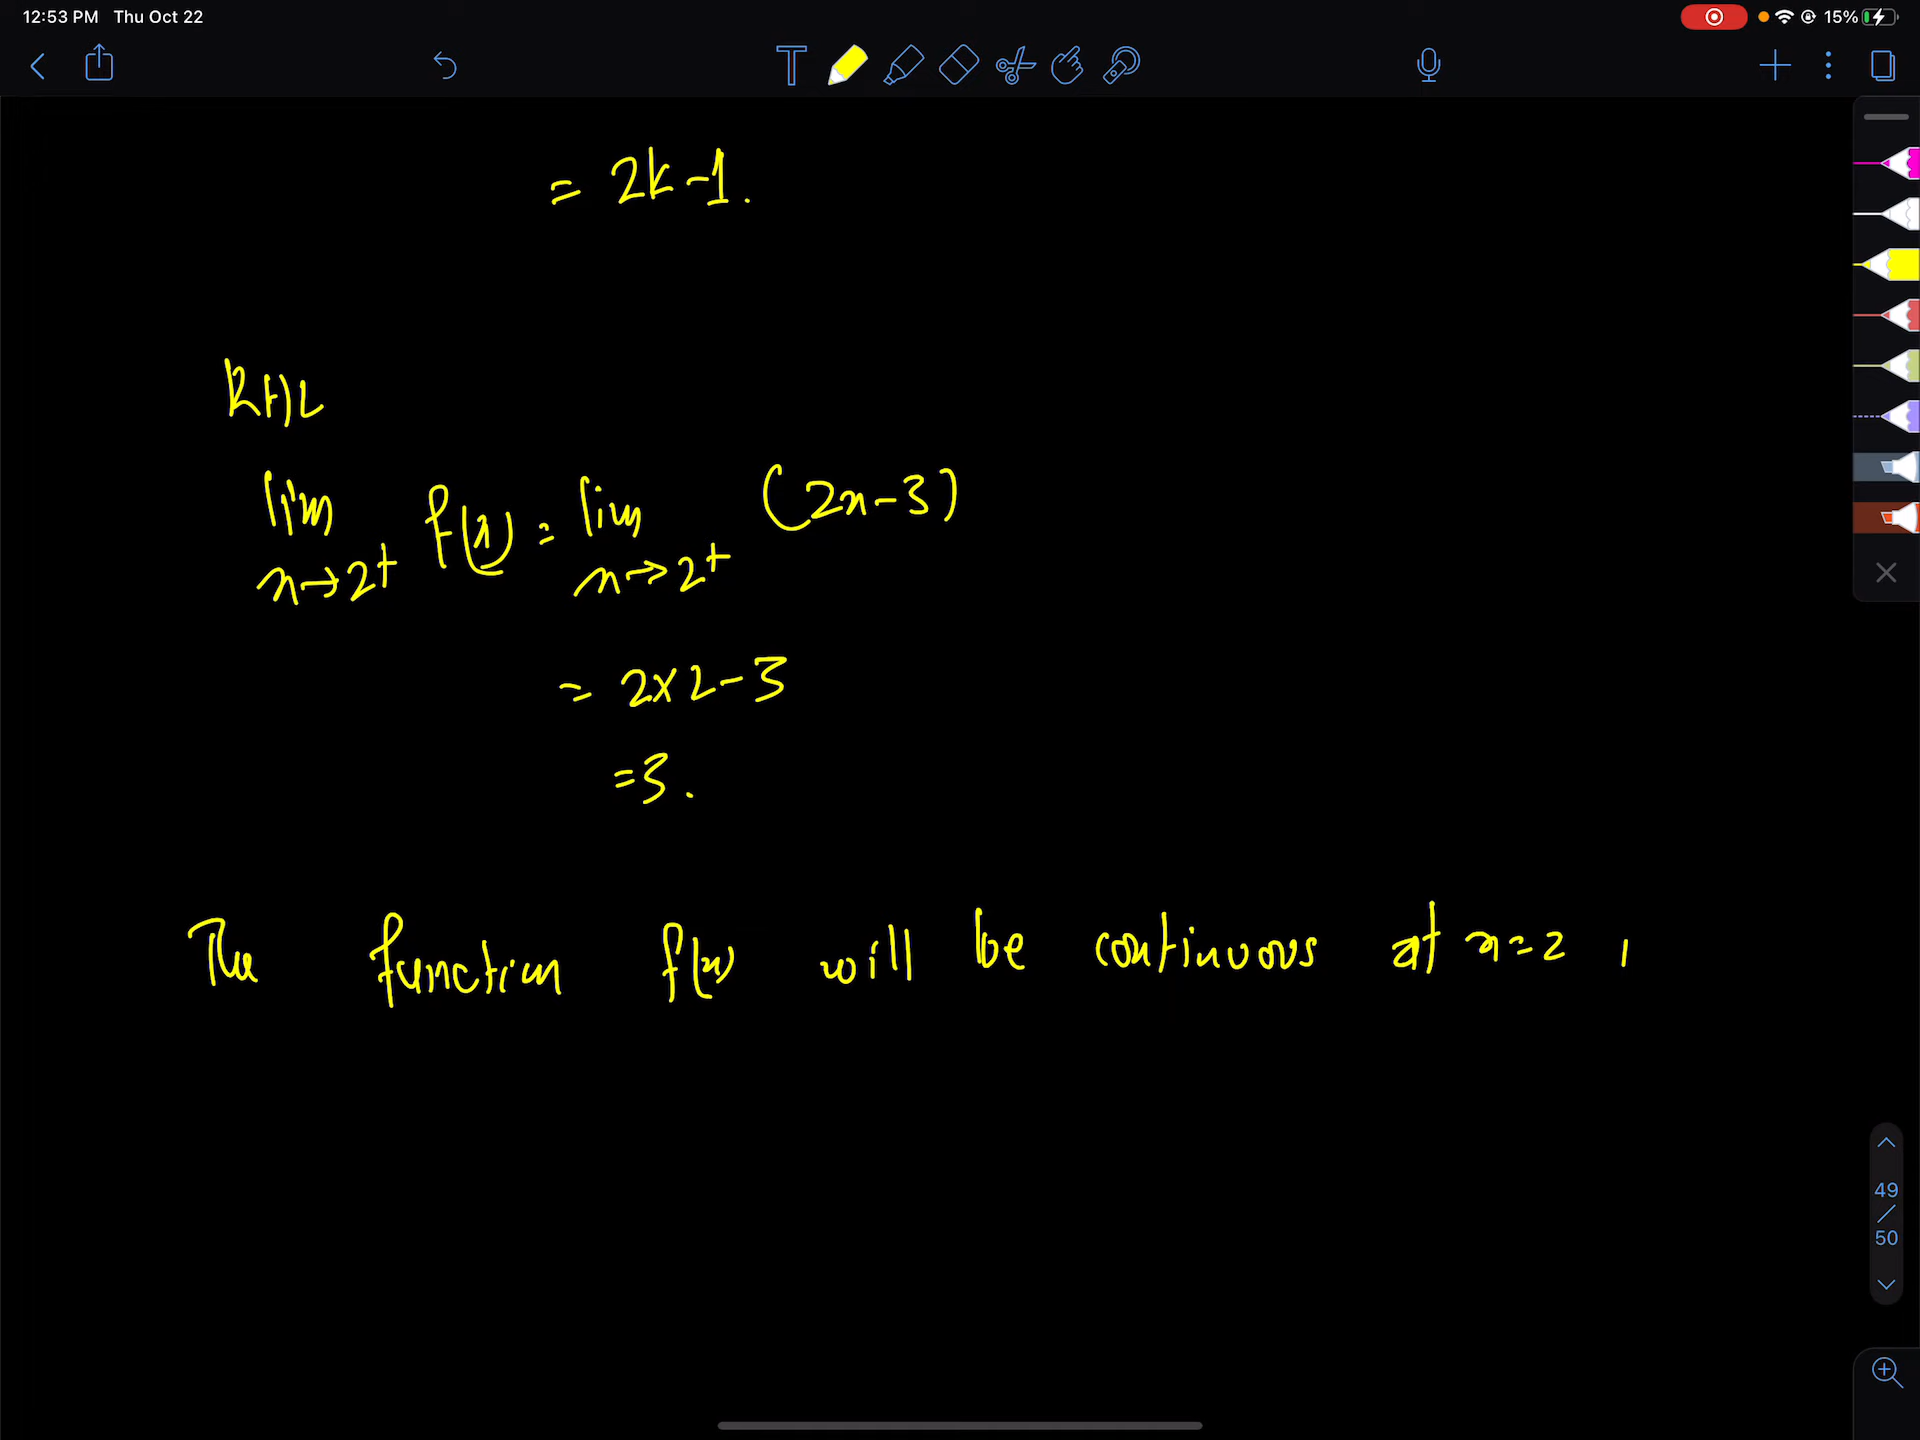 12:53 PM Thu Oct 22 15%
T
= 2k-1.
RHL
lim f(x) = lim (2x-3)
x→2+ x→2+
= 2×2-3
=3.
The function f(x) will be continuous at x=2 ,
49
/
50